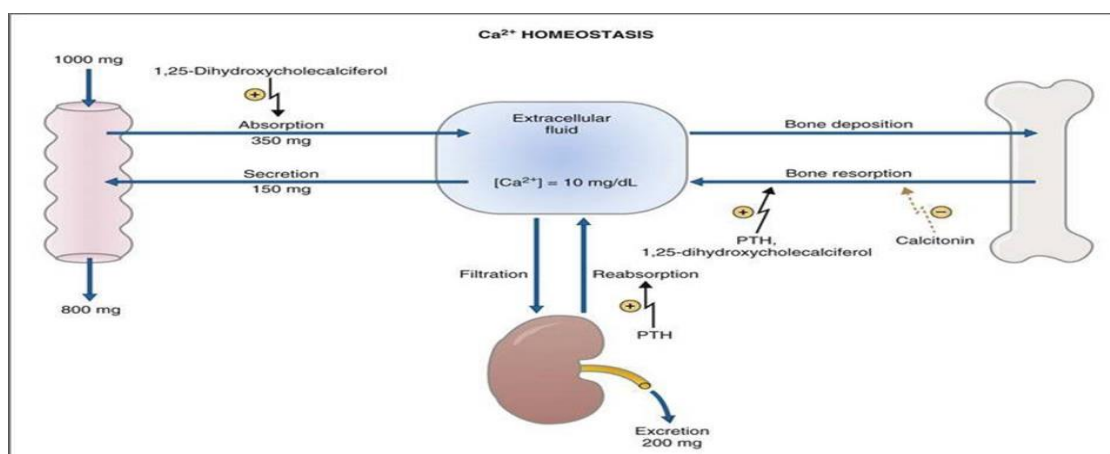 Ca²⁺ HOMEOSTASIS
1000 mg
1,25-Dihydroxycholecalciferol
+
Absorption
350 mg
Secretion
150 mg
800 mg
Extracellular
fluid
[Ca²⁺] = 10 mg/dL
Bone deposition
Bone resorption
+
PTH,
1,25-dihydroxycholecalciferol
−
Calcitonin
Filtration
Reabsorption
+
PTH
Excretion
200 mg